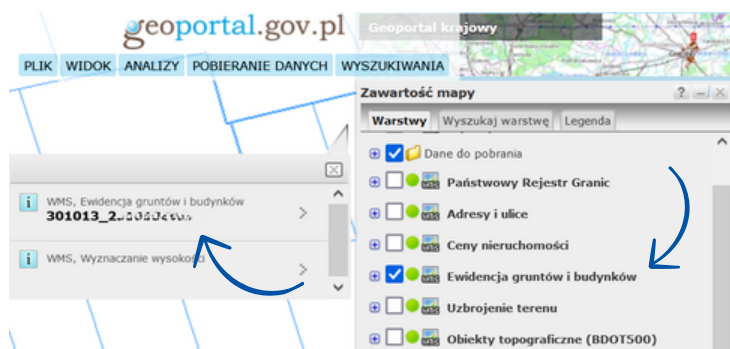 geoportal.gov.pl
Geoportal krajowy
PLIK WIDOK ANALIZY POBIERANIE DANYCH WYSZUKIWANIA
Zawartość mapy
Warstwy Wyszukaj warstwę Legenda
Dane do pobrania
Państwowy Rejestr Granic
Adresy i ulice
Ceny nieruchomości
Ewidencja gruntów i budynków
Uzbrojenie terenu
Obiekty topograficzne (BDOT500)
WMS, Ewidencja gruntów i budynków
301013_2.
WMS, Wyznaczanie wysokości